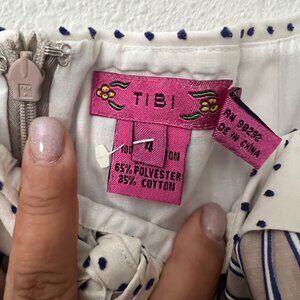 TIBI
4
65% POLYESTER
35% COTTON
RN 98292
DE IN CHINA